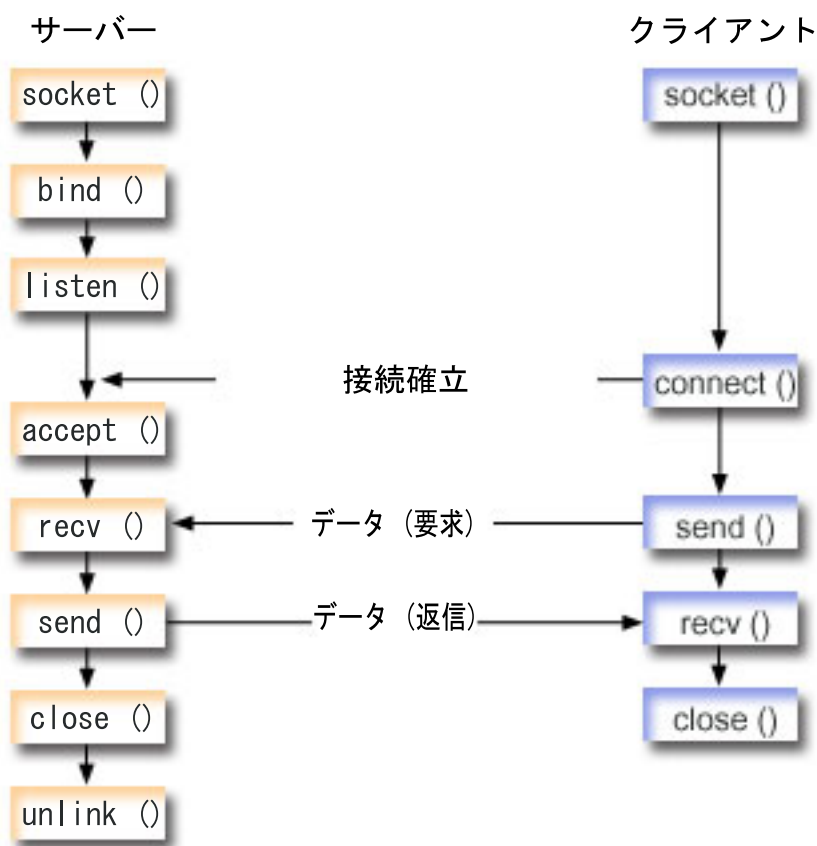 サーバー
クライアント
socket ()
socket ()
bind ()
listen ()
接続確立
connect ()
accept ()
recv ()
データ (要求)
send ()
send ()
データ (返信)
recv ()
close ()
close ()
unlink ()